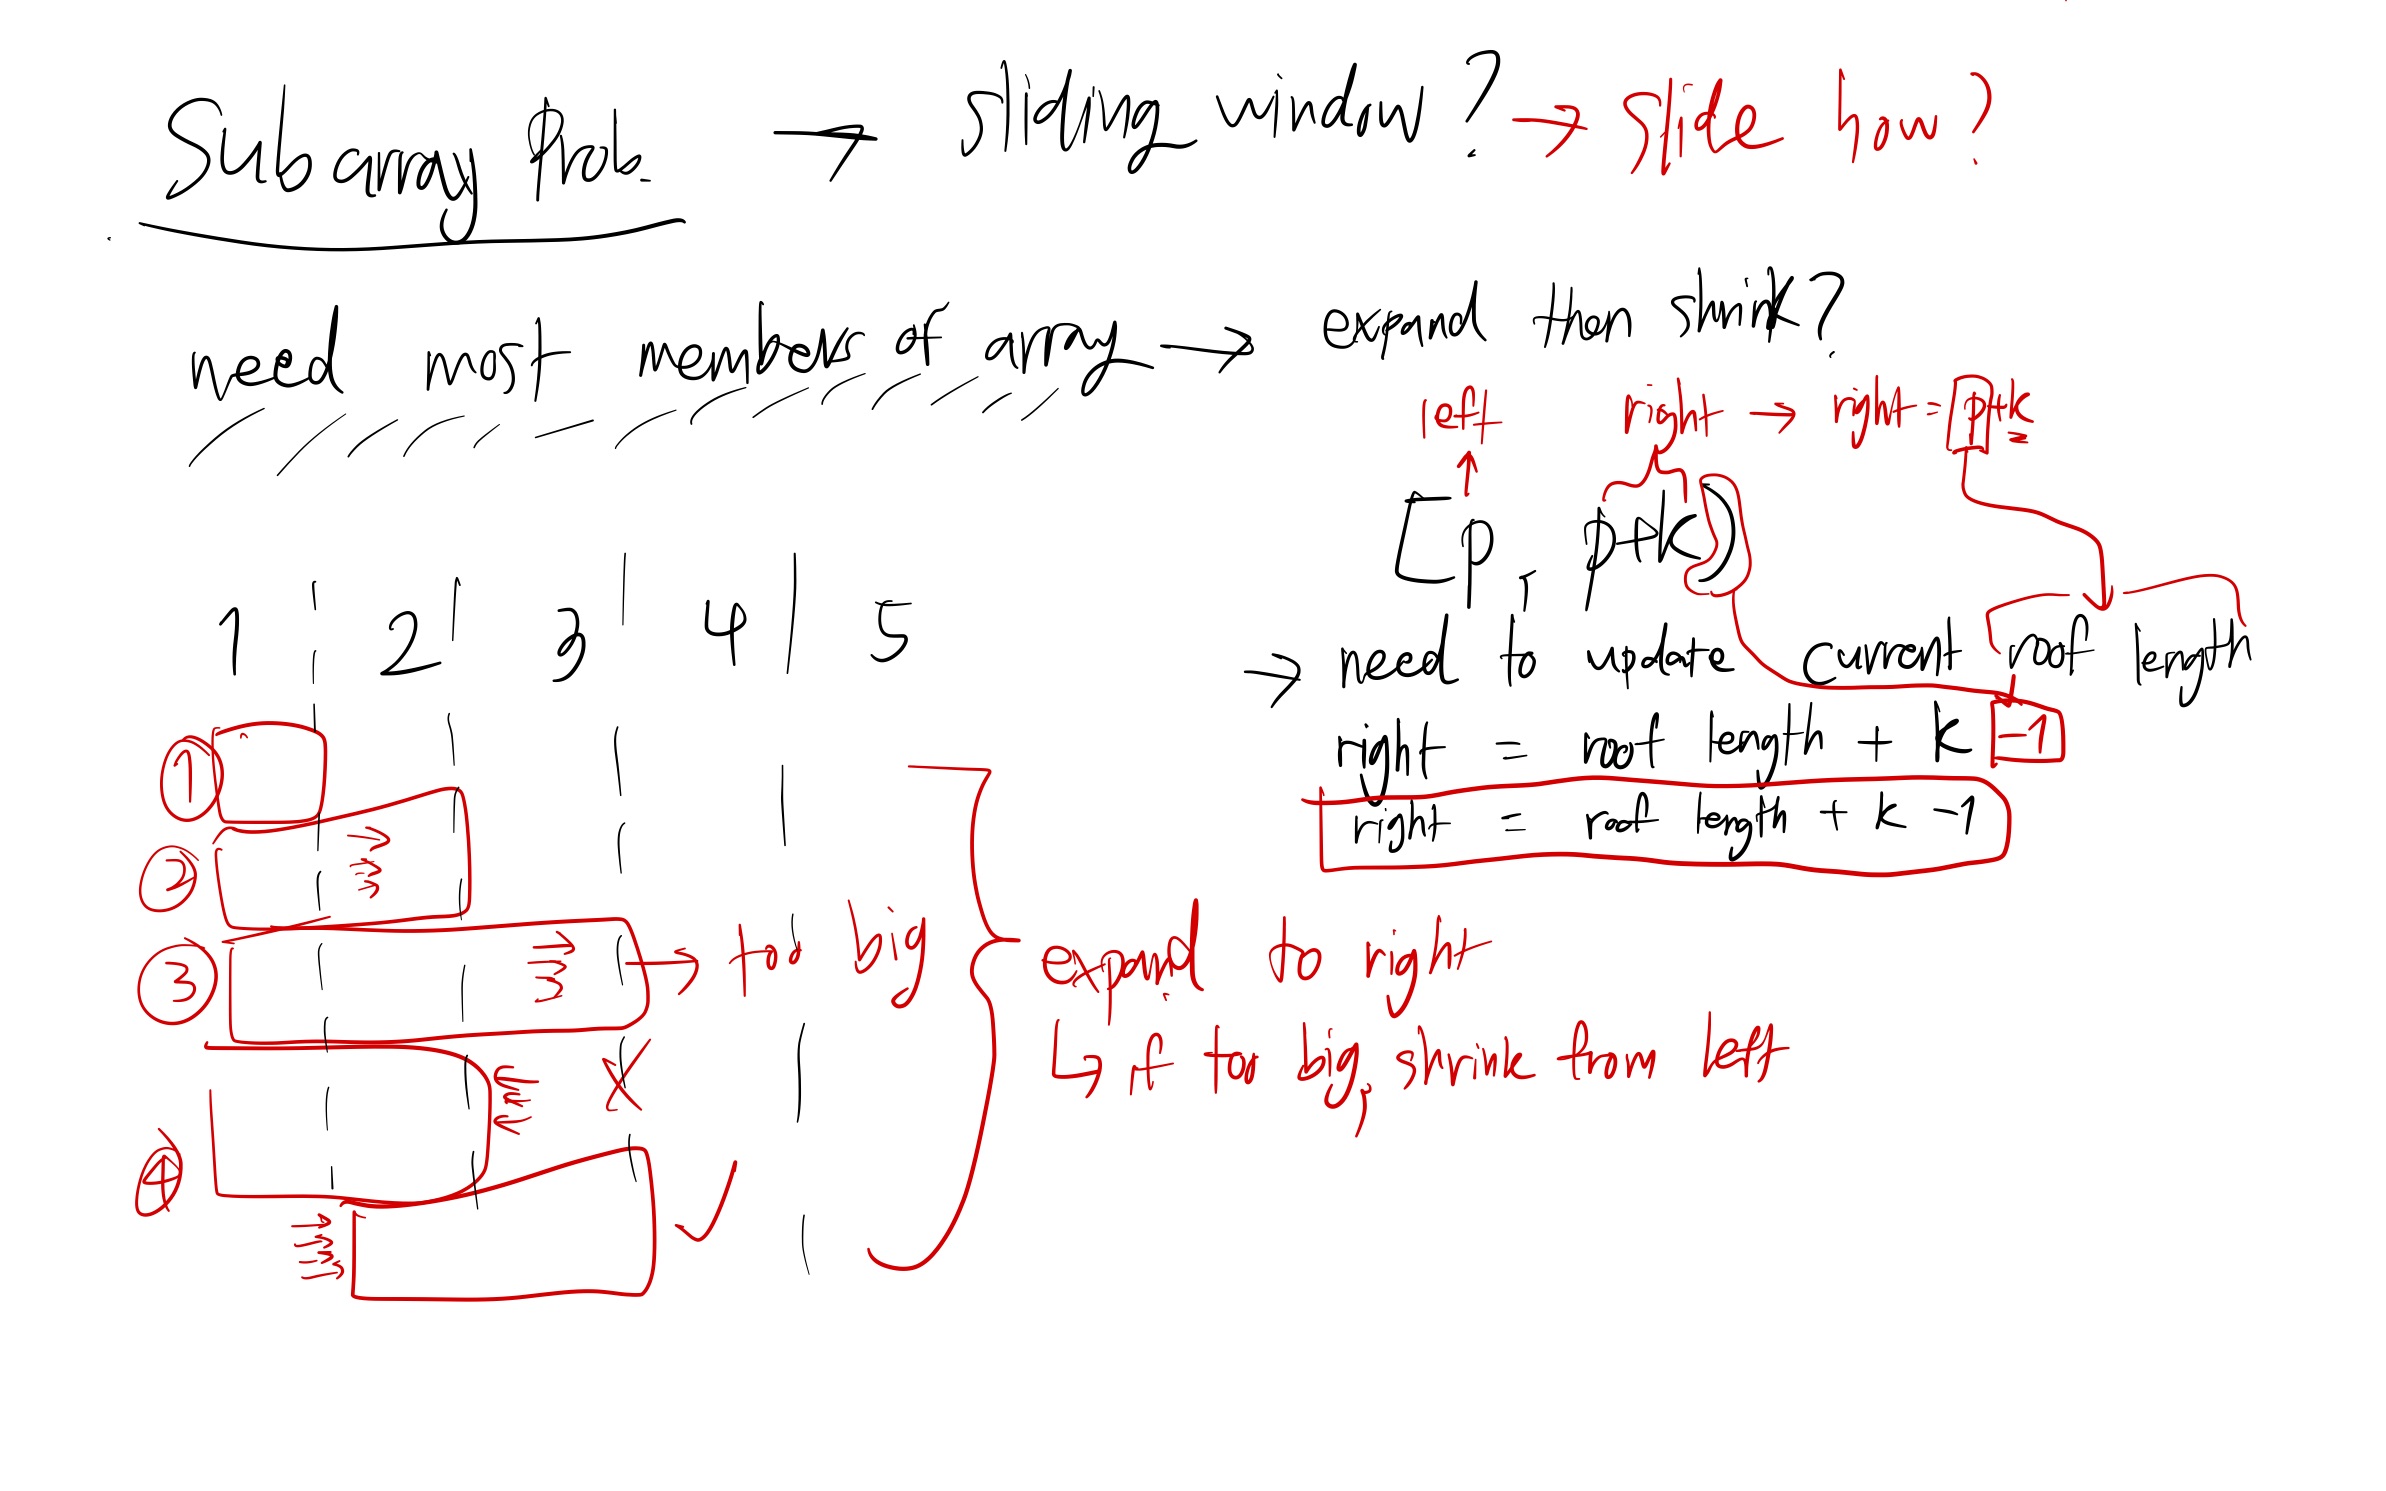 Subarray Prob. → sliding window? → slide how?
need most members of array → expand then shrink?
left right → right = p+k
[p, p+k)
1 2 3 4 5
→ need to update current roof length
right = roof length + k -1
right = roof length + k -1
①
②
③ → too big
expand to right
↳ if too big, shrink from left
X
④
✓